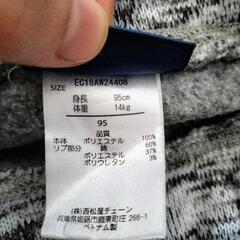 SIZE EC18AW24408
身長 95cm
体重 14kg
95
品質
本体 ポリエステル 100%
リブ部分 綿 60%
ポリエステル 37%
ポリウレタン 3%
(株)西松屋チェーン
兵庫県姫路市飾東町庄 266-1
ベトナム製